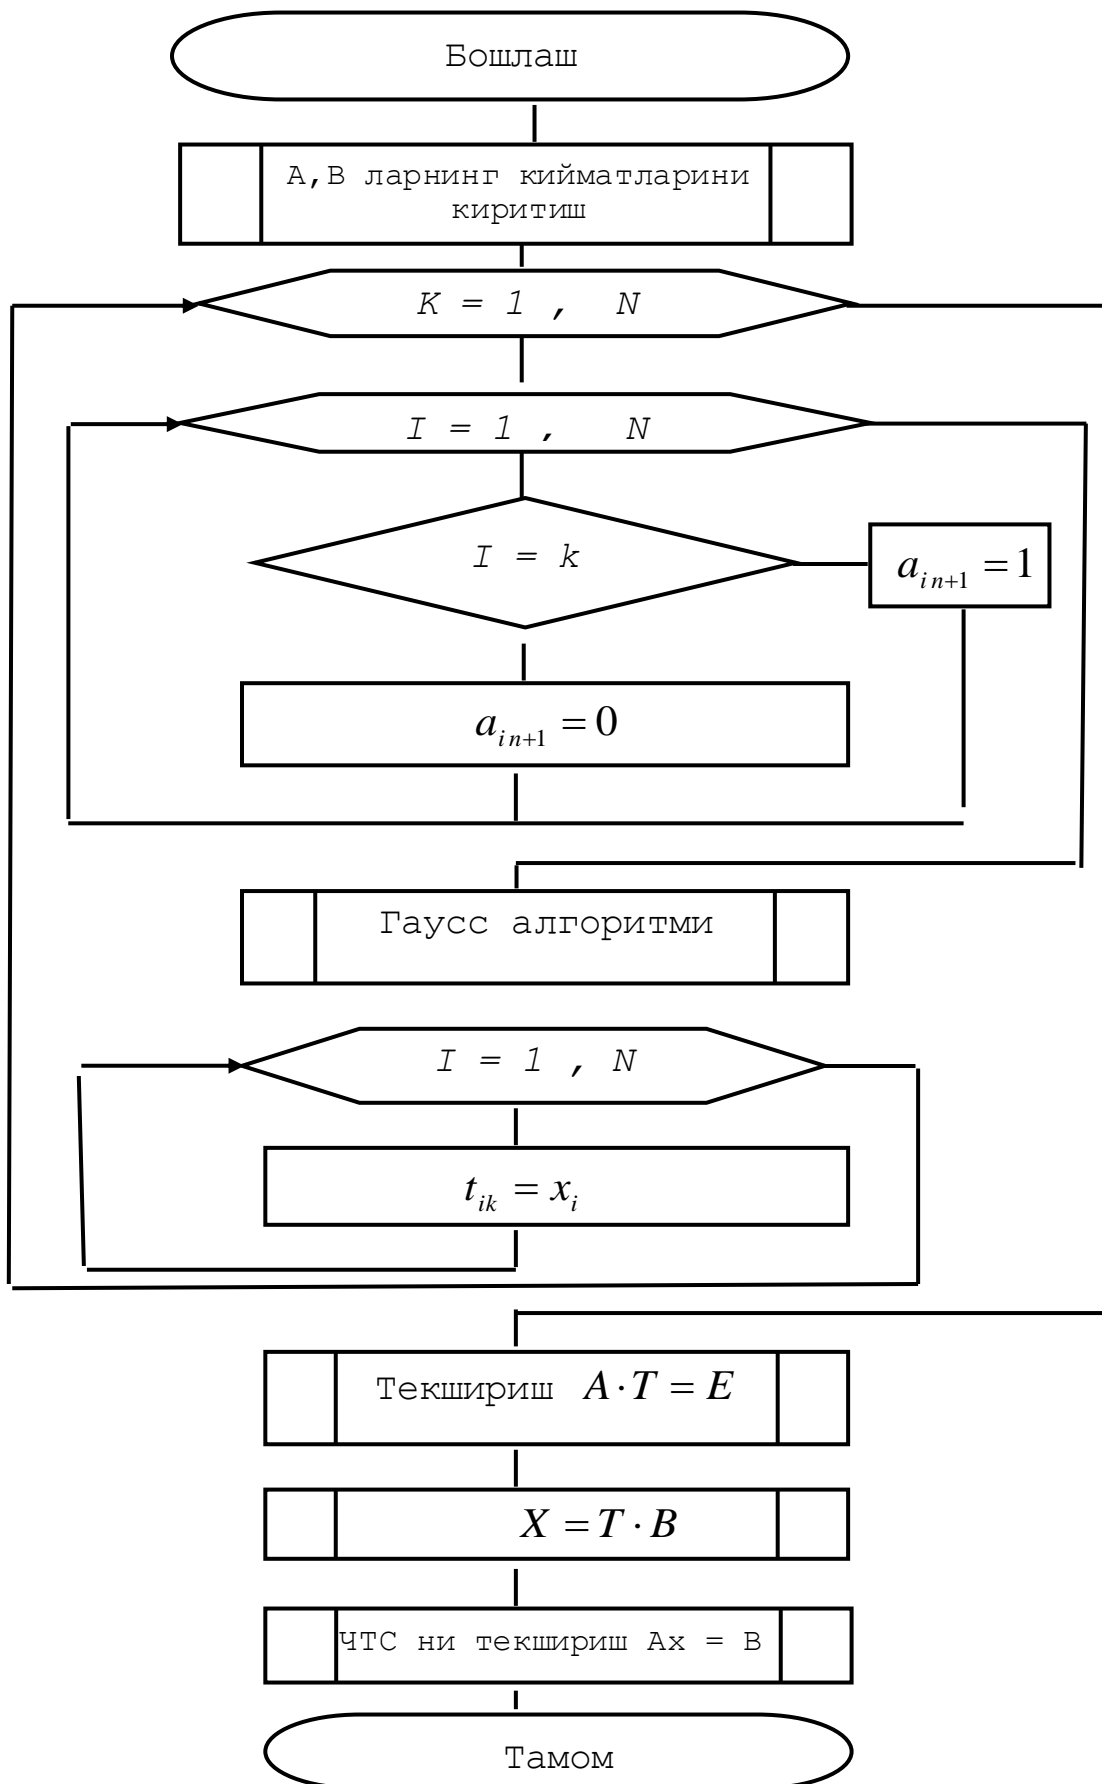 Бошлаш
А,В ларнинг кийматларини
киритиш
K = 1 , N
I = 1 , N
I = k
a_{in+1} = 1
a_{in+1} = 0
Гаусс алгоритми
I = 1 , N
t_{ik} = x_i
Текшириш A·T = E
X = T·B
ЧТС ни текшириш Ах = В
Тамом